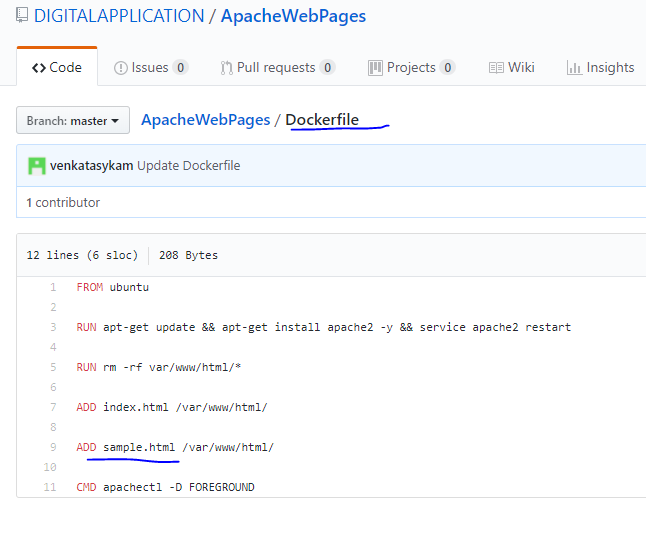 DIGITALAPPLICATION / ApacheWebPages
Code Issues 0 Pull requests 0 Projects 0 Wiki Insights
Branch: master ApacheWebPages / Dockerfile
venkatasykam Update Dockerfile
1 contributor
12 lines (6 sloc) 208 Bytes
1 FROM ubuntu
2
3 RUN apt-get update && apt-get install apache2 -y && service apache2 restart
4
5 RUN rm -rf var/www/html/*
6
7 ADD index.html /var/www/html/
8
9 ADD sample.html /var/www/html/
10
11 CMD apachectl -D FOREGROUND